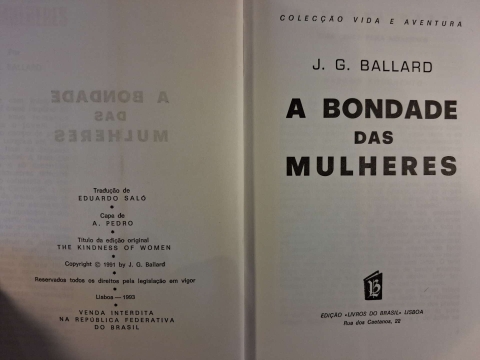 Tradução de
EDUARDO SALÓ
Capa de
A. PEDRO
Título da edição original
THE KINDNESS OF WOMEN
Copyright © 1991 by J. G. Ballard
Reservados todos os direitos pela legislação em vigor
Lisboa — 1993
VENDA INTERDITA
NA REPÚBLICA FEDERATIVA
DO BRASIL
COLECÇÃO VIDA E AVENTURA
J. G. BALLARD
A BONDADE
DAS
MULHERES
EDIÇÃO «LIVROS DO BRASIL» LISBOA
Rua dos Caetanos, 22